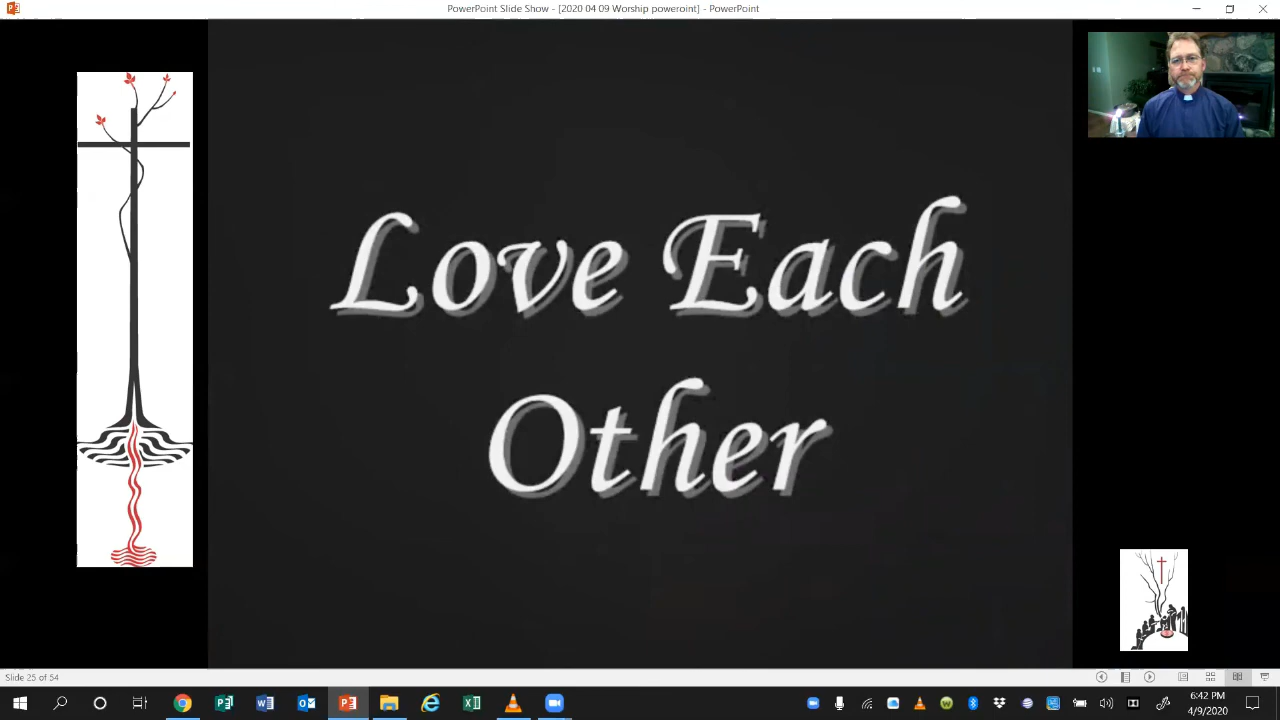 PowerPoint Slide Show - [2020 04 09 Worship poweroint] - PowerPoint
Love Each
Other
Slide 25 of 54
6:42 PM
4/9/2020